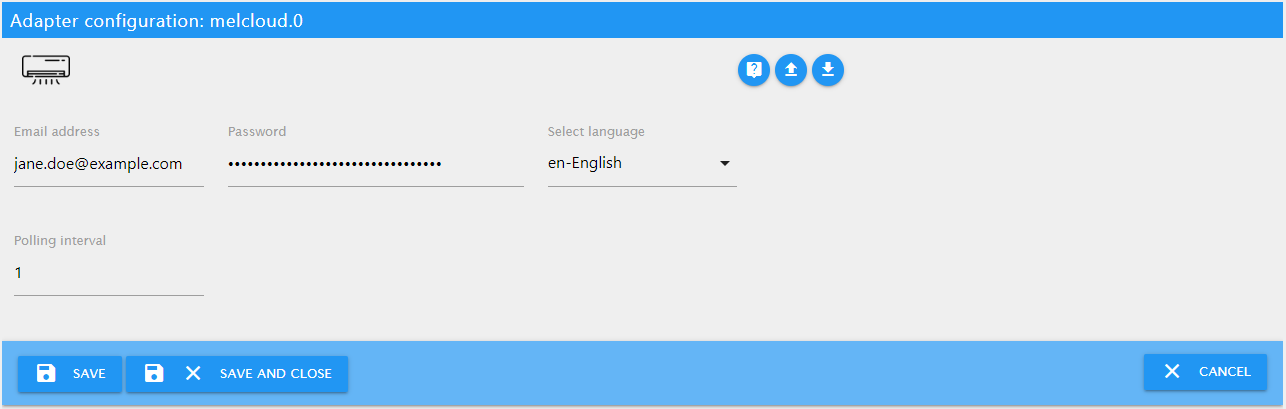 Adapter configuration: melcloud.0
Email address Password Select language
jane.doe@example.com ••••••••••••••••••••••••••••••••• en-English
Polling interval
1
SAVE SAVE AND CLOSE CANCEL